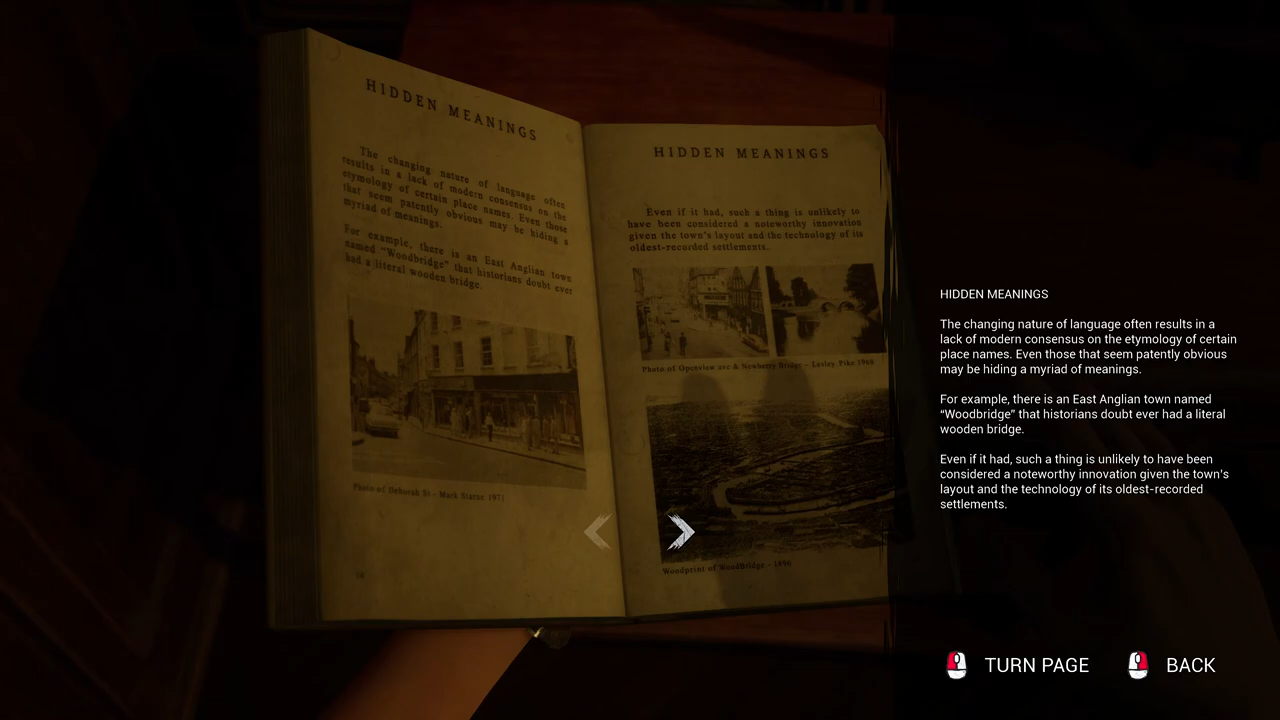 HIDDEN MEANINGS
The changing nature of language often
results in a lack of modern consensus on the
etymology of certain place names. Even those
that seem patently obvious may be hiding a
myriad of meanings.
For example, there is an East Anglian town
named "Woodbridge" that historians doubt ever
had a literal wooden bridge.
Photo of Deborah St - Mark Statne 1971
HIDDEN MEANINGS
Even if it had, such a thing is unlikely to
have been considered a noteworthy innovation
given the town's layout and the technology of its
oldest-recorded settlements.
Photo of Openview ave & Newberry Bridge - Lesley Pike 1968
Woodprint of WoodBridge - 1896
HIDDEN MEANINGS
The changing nature of language often results in a
lack of modern consensus on the etymology of certain
place names. Even those that seem patently obvious
may be hiding a myriad of meanings.
For example, there is an East Anglian town named
“Woodbridge” that historians doubt ever had a literal
wooden bridge.
Even if it had, such a thing is unlikely to have been
considered a noteworthy innovation given the town's
layout and the technology of its oldest-recorded
settlements.
TURN PAGE
BACK